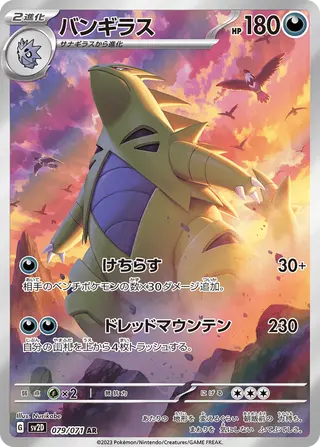 2進化
バンギラス
HP 180
サナギラスから進化
けちらす 30+
相手のベンチポケモンの数×30ダメージ追加。
ドレッドマウンテン 230
自分の山札を上から4枚トラッシュする。
弱点 ×2 抵抗力 にげる
Illus. Nurikabe
G sv2D 079/071 AR
©2023 Pokémon/Nintendo/Creatures/GAME FREAK.